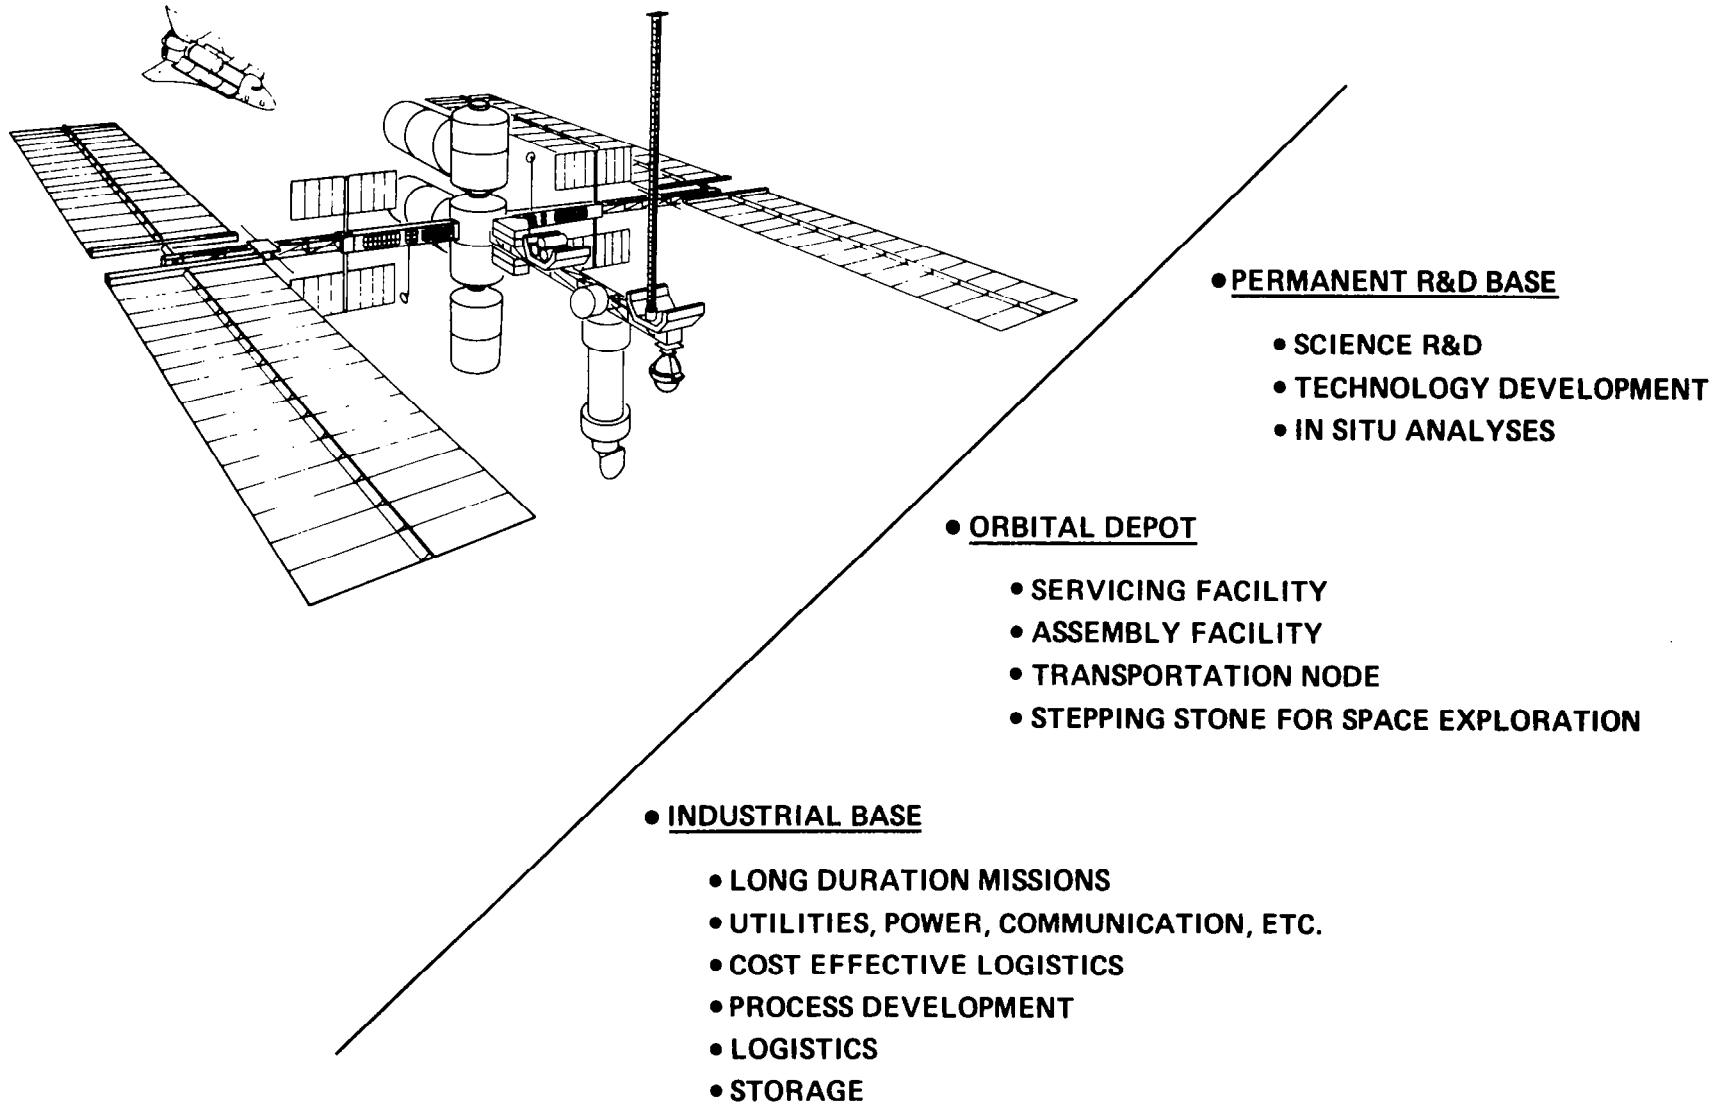 • PERMANENT R&D BASE
• SCIENCE R&D
• TECHNOLOGY DEVELOPMENT
• IN SITU ANALYSES
• ORBITAL DEPOT
• SERVICING FACILITY
• ASSEMBLY FACILITY
• TRANSPORTATION NODE
• STEPPING STONE FOR SPACE EXPLORATION
• INDUSTRIAL BASE
• LONG DURATION MISSIONS
• UTILITIES, POWER, COMMUNICATION, ETC.
• COST EFFECTIVE LOGISTICS
• PROCESS DEVELOPMENT
• LOGISTICS
• STORAGE